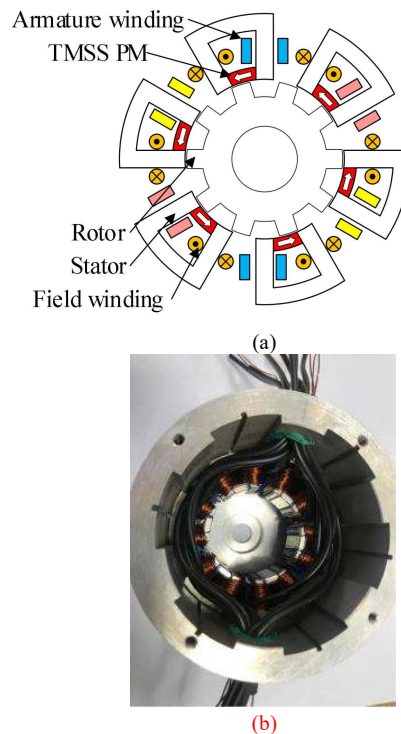 Armature winding
TMSS PM
Rotor
Stator
Field winding
(a)
(b)